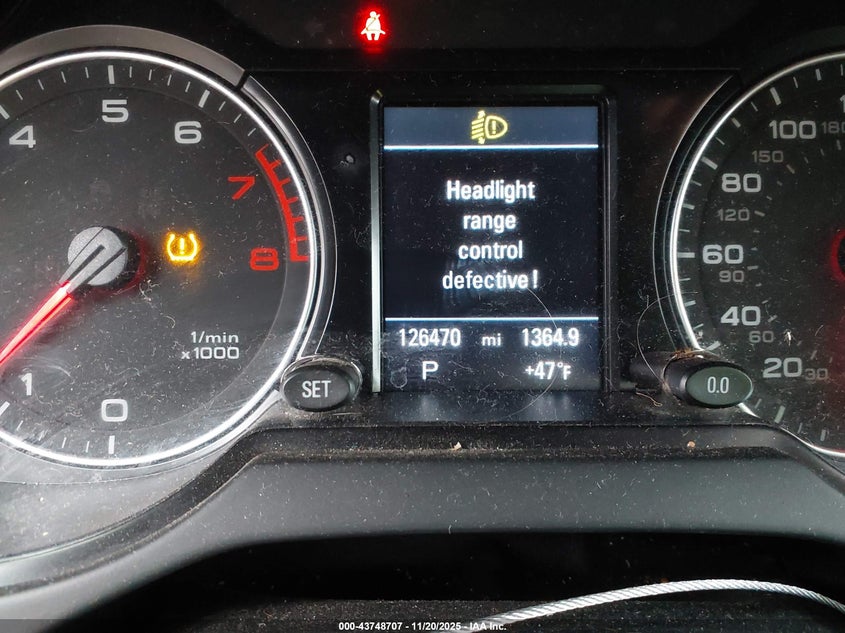 4 5 6 7 8
1/min
x1000
1 0
SET
Headlight
range
control
defective!
126470 mi 1364.9
P +47°F
0.0
100 180
80 150
60 120
40 90
20 60
30
000-43748707 - 11/20/2025 - IAA Inc.